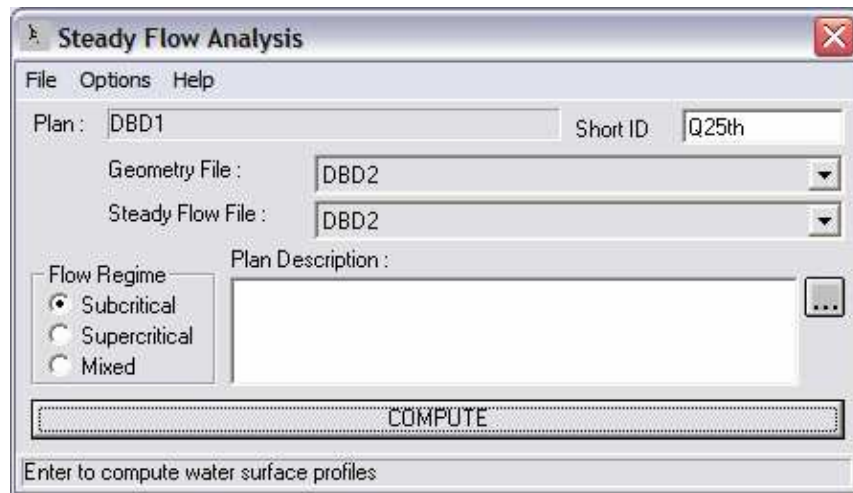 Steady Flow Analysis
File Options Help
Plan : DBD1 Short ID Q25th
Geometry File : DBD2
Steady Flow File : DBD2
Plan Description :
Flow Regime
Subcritical
Supercritical
Mixed
...
COMPUTE
Enter to compute water surface profiles